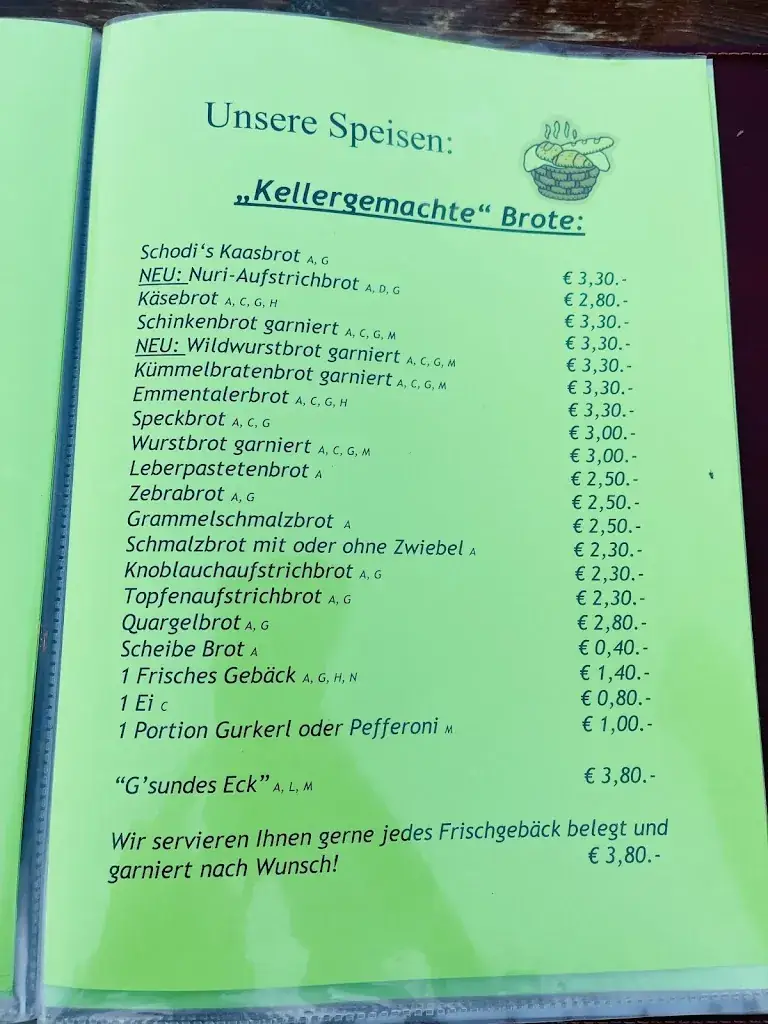 Unsere Speisen:
„Kellergemachte“ Brote:
Schodi‘s Kaasbrot A, G € 3,30.-
NEU: Nuri-Aufstrichbrot A, D, G € 2,80.-
Käsebrot A, C, G, H € 3,30.-
Schinkenbrot garniert A, C, G, M € 3,30.-
NEU: Wildwurstbrot garniert A, C, G, M € 3,30.-
Kümmelbratenbrot garniert A, C, G, M € 3,30.-
Emmentalerbrot A, C, G, H € 3,30.-
Speckbrot A, C, G € 3,00.-
Wurstbrot garniert A, C, G, M € 3,00.-
Leberpastetenbrot A € 2,50.-
Zebrabrot A, G € 2,50.-
Grammelschmalzbrot A € 2,50.-
Schmalzbrot mit oder ohne Zwiebel A € 2,30.-
Knoblauchaufstrichbrot A, G € 2,30.-
Topfenaufstrichbrot A, G € 2,30.-
Quargelbrot A, G € 2,80.-
Scheibe Brot A € 0,40.-
1 Frisches Gebäck A, G, H, N € 1,40.-
1 Ei C € 0,80.-
1 Portion Gurkerl oder Pefferoni M € 1,00.-
“G’sundes Eck” A, L, M € 3,80.-
Wir servieren Ihnen gerne jedes Frischgebäck belegt und
garniert nach Wunsch! € 3,80.-